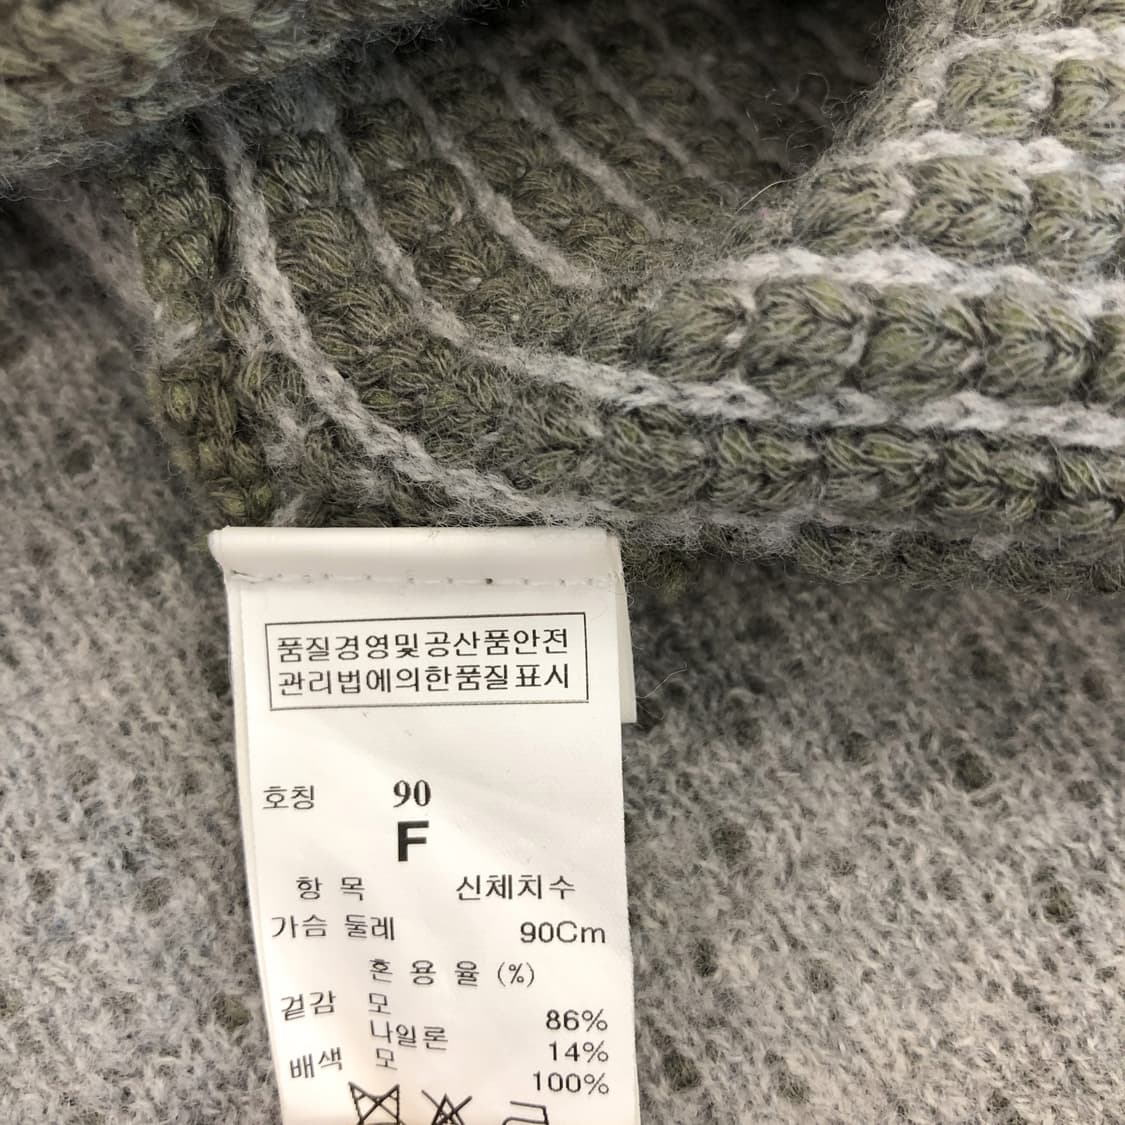 품질경영및공산품안전
관리법에의한품질표시
호칭 90
F
항 목 신체치수
가슴 둘레 90Cm
혼 용 율 (%)
겉감 모 86%
나일론 14%
배색 모 100%